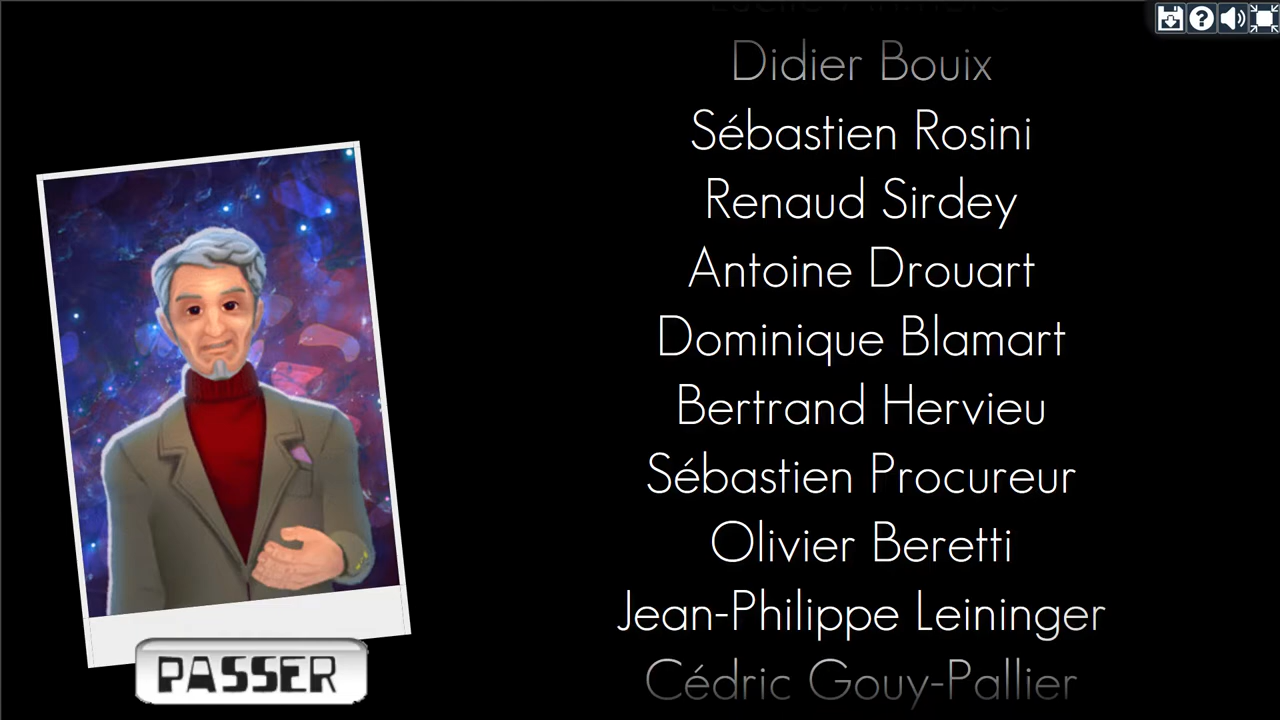 Didier Bouix
Sébastien Rosini
Renaud Sirdey
Antoine Drouart
Dominique Blamart
Bertrand Hervieu
Sébastien Procureur
Olivier Beretti
Jean-Philippe Leininger
Cédric Gouy-Pallier
PASSER